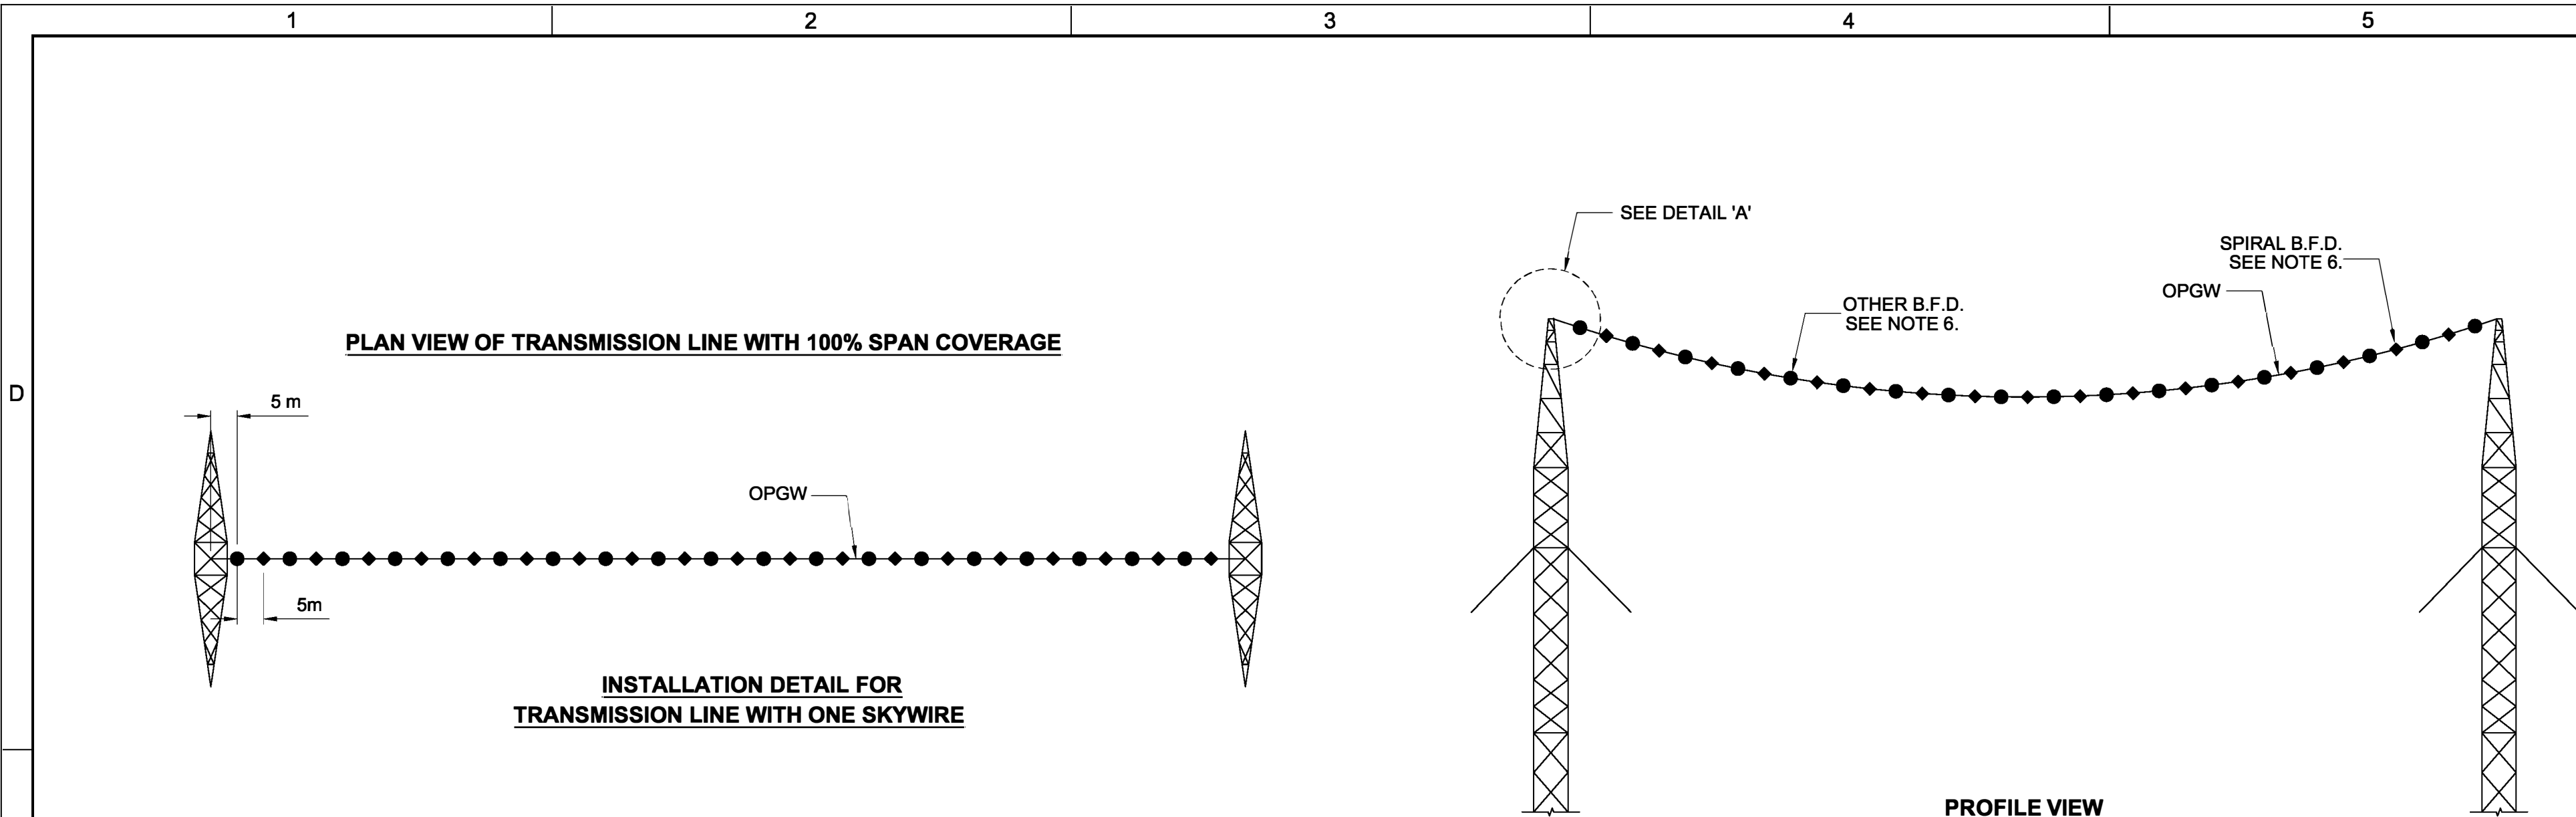 1
2
3
4
5
D
PLAN VIEW OF TRANSMISSION LINE WITH 100% SPAN COVERAGE
5 m
OPGW
5m
INSTALLATION DETAIL FOR
TRANSMISSION LINE WITH ONE SKYWIRE
SEE DETAIL 'A'
OTHER B.F.D.
SEE NOTE 6.
SPIRAL B.F.D.
SEE NOTE 6.
OPGW
PROFILE VIEW